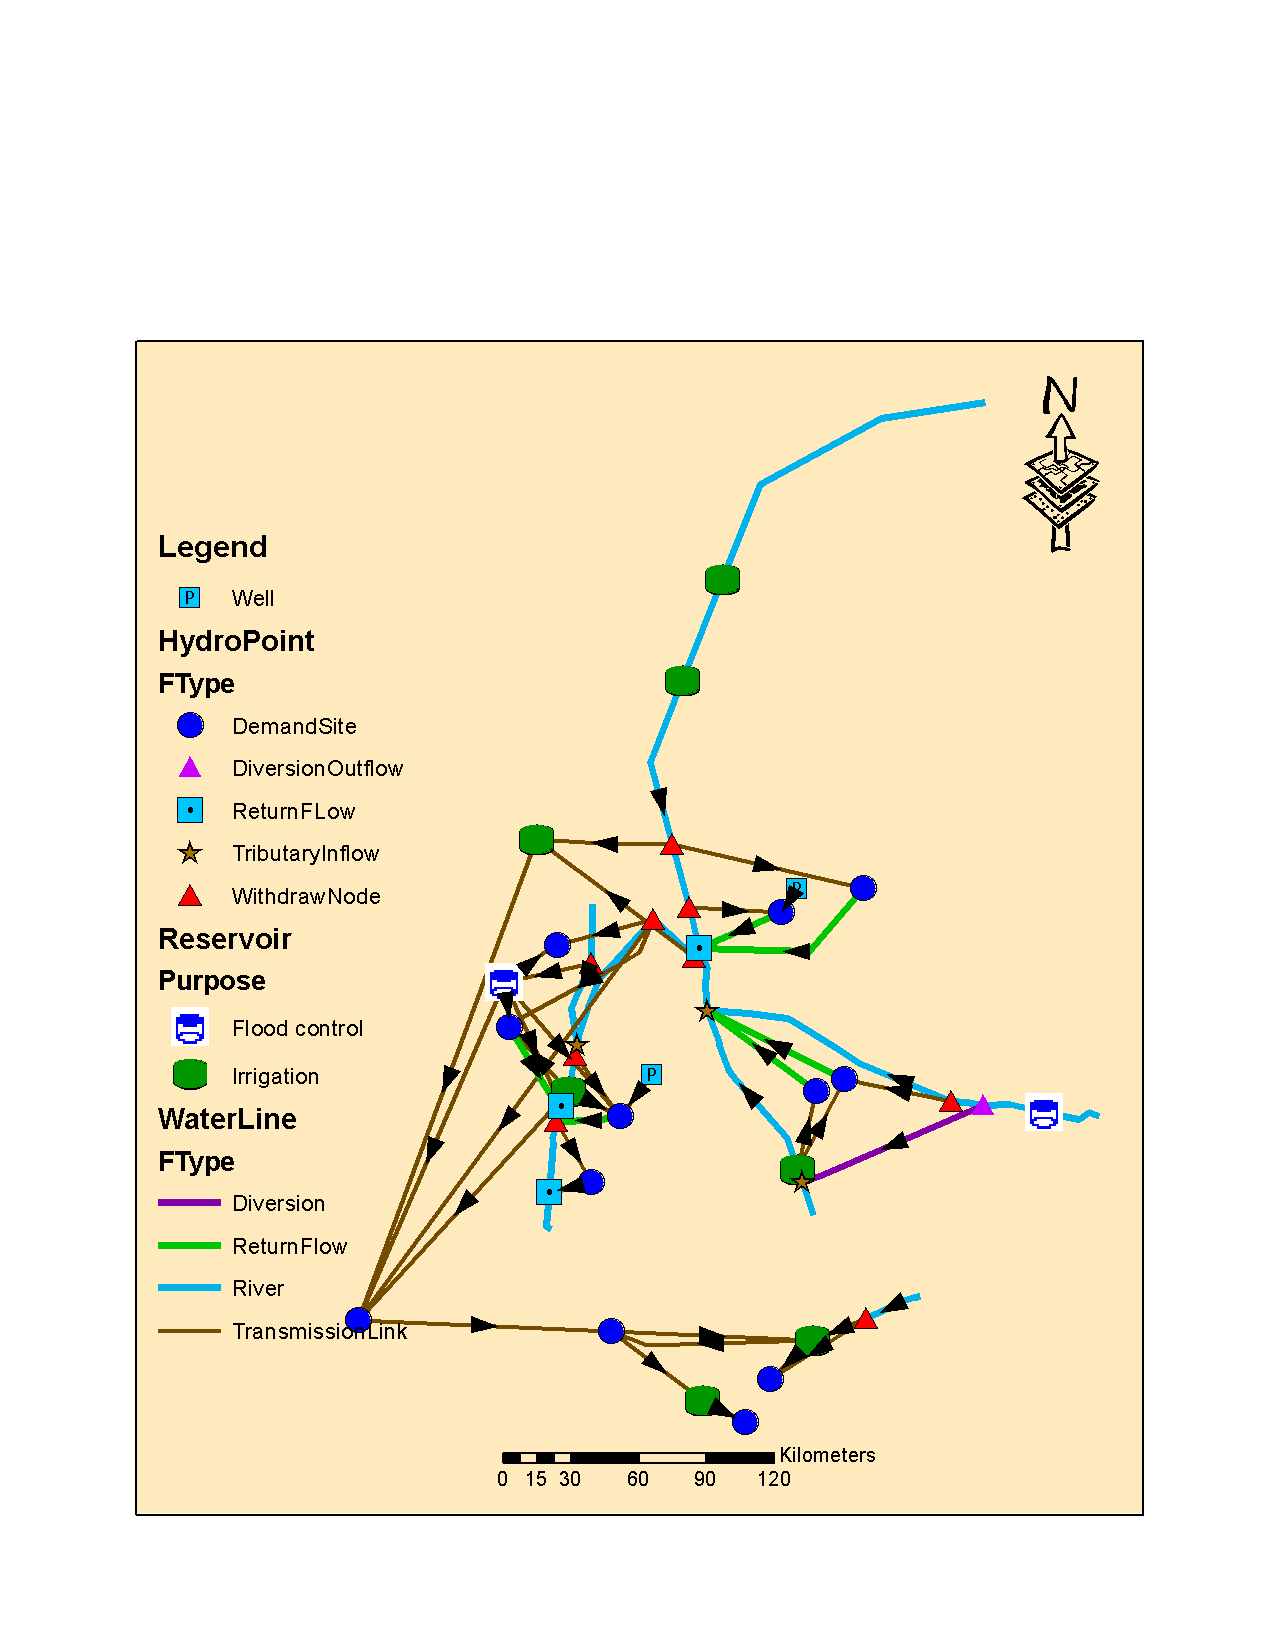 N
Legend
P Well
HydroPoint
FType
DemandSite
DiversionOutflow
ReturnFLow
TributaryInflow
WithdrawNode
Reservoir
Purpose
Flood control
Irrigation
WaterLine
FType
Diversion
ReturnFlow
River
TransmissionLink
P
P
Kilometers
0 15 30 60 90 120